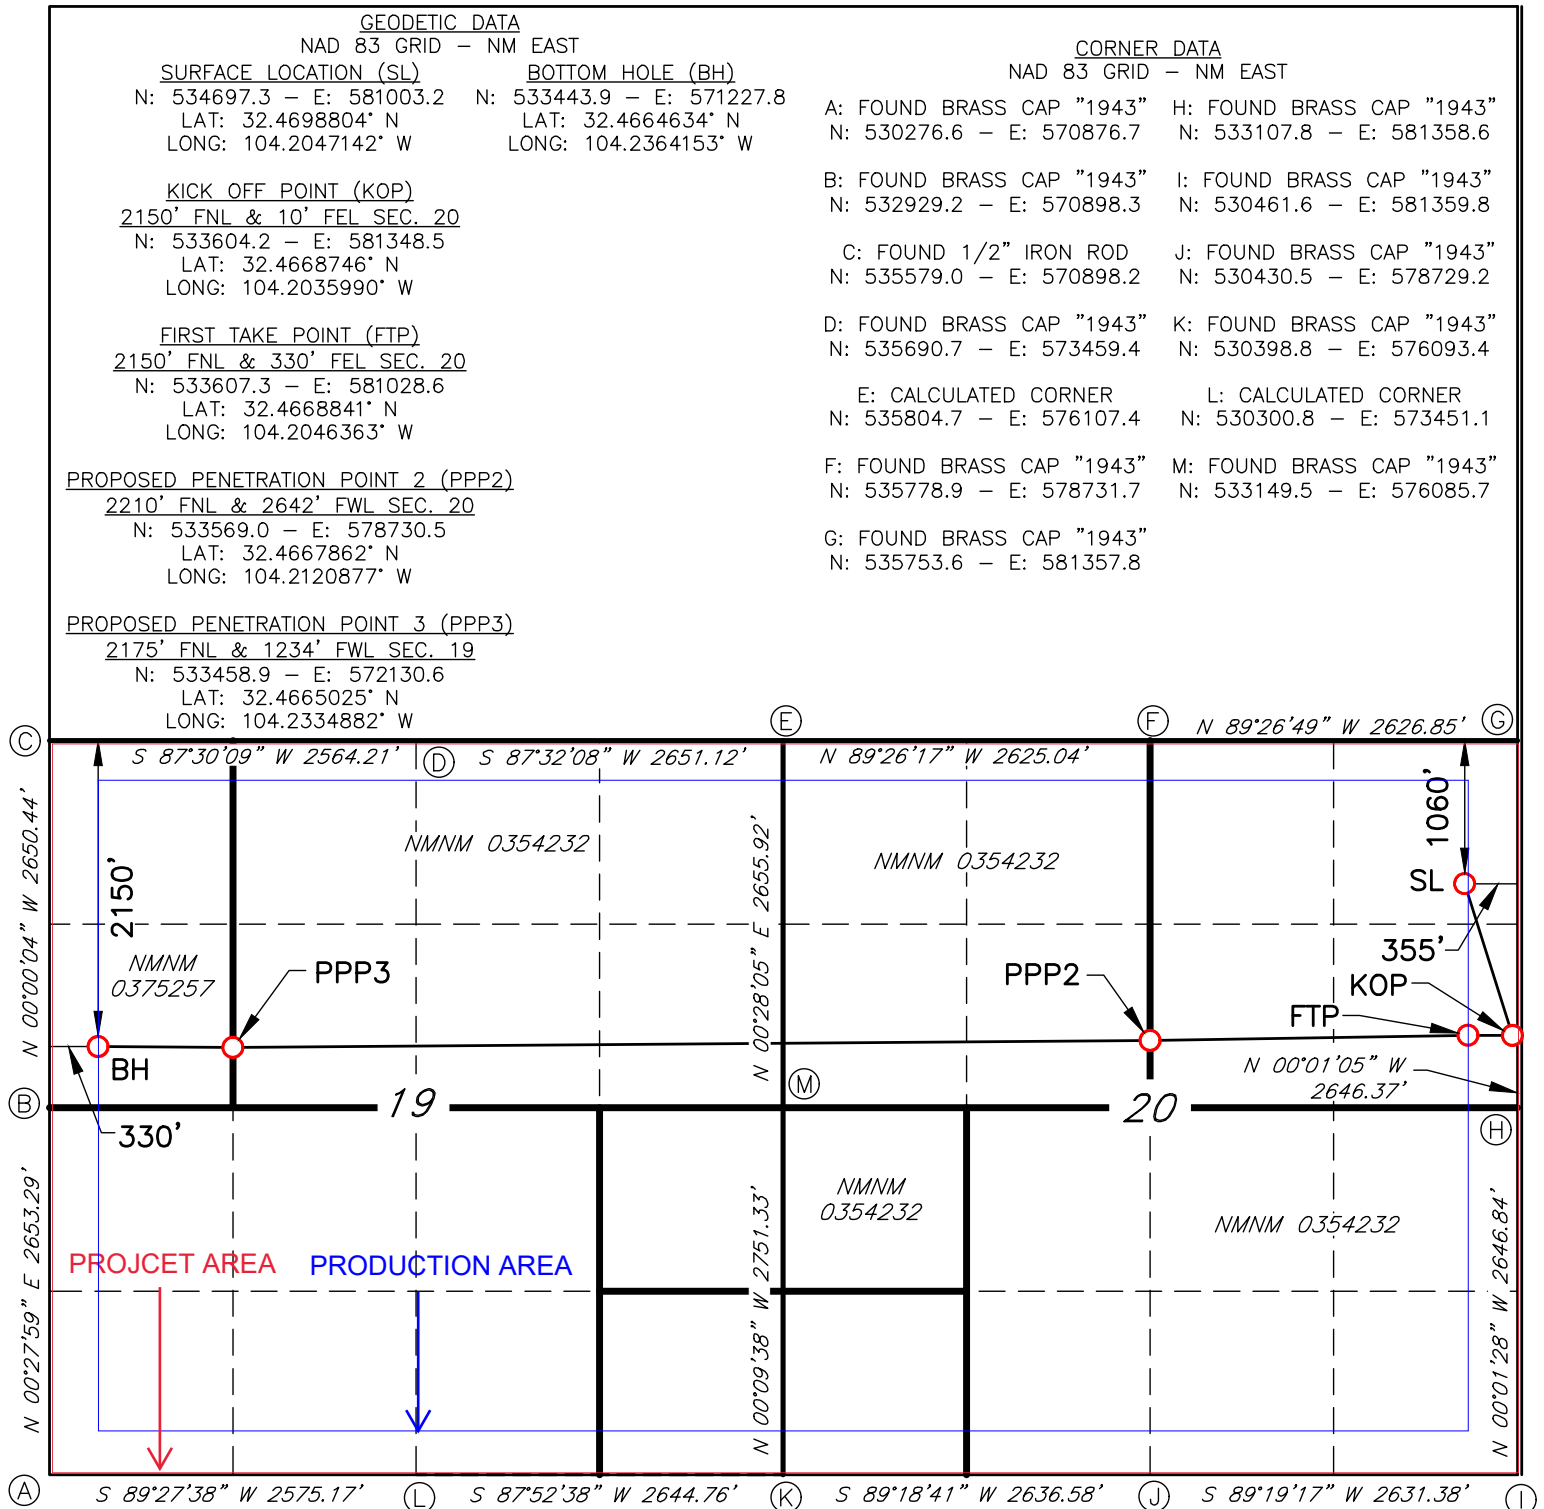 GEODETIC DATA
NAD 83 GRID – NM EAST
SURFACE LOCATION (SL)
N: 534697.3 – E: 581003.2
LAT: 32.4698804° N
LONG: 104.2047142° W
BOTTOM HOLE (BH)
N: 533443.9 – E: 571227.8
LAT: 32.4664634° N
LONG: 104.2364153° W
KICK OFF POINT (KOP)
2150' FNL & 10' FEL SEC. 20
N: 533604.2 – E: 581348.5
LAT: 32.4668746° N
LONG: 104.2035990° W
FIRST TAKE POINT (FTP)
2150' FNL & 330' FEL SEC. 20
N: 533607.3 – E: 581028.6
LAT: 32.4668841° N
LONG: 104.2046363° W
PROPOSED PENETRATION POINT 2 (PPP2)
2210' FNL & 2642' FWL SEC. 20
N: 533569.0 – E: 578730.5
LAT: 32.4667862° N
LONG: 104.2120877° W
PROPOSED PENETRATION POINT 3 (PPP3)
2175' FNL & 1234' FWL SEC. 19
N: 533458.9 – E: 572130.6
LAT: 32.4665025° N
LONG: 104.2334882° W
CORNER DATA
NAD 83 GRID – NM EAST
A: FOUND BRASS CAP "1943"
N: 530276.6 – E: 570876.7
B: FOUND BRASS CAP "1943"
N: 532929.2 – E: 570898.3
C: FOUND 1/2" IRON ROD
N: 535579.0 – E: 570898.2
D: FOUND BRASS CAP "1943"
N: 535690.7 – E: 573459.4
E: CALCULATED CORNER
N: 535804.7 – E: 576107.4
F: FOUND BRASS CAP "1943"
N: 535778.9 – E: 578731.7
G: FOUND BRASS CAP "1943"
N: 535753.6 – E: 581357.8
H: FOUND BRASS CAP "1943"
N: 533107.8 – E: 581358.6
I: FOUND BRASS CAP "1943"
N: 530461.6 – E: 581359.8
J: FOUND BRASS CAP "1943"
N: 530430.5 – E: 578729.2
K: FOUND BRASS CAP "1943"
N: 530398.8 – E: 576093.4
L: CALCULATED CORNER
N: 530300.8 – E: 573451.1
M: FOUND BRASS CAP "1943"
N: 533149.5 – E: 576085.7
C
E
F
N 89°26'49" W 2626.85'
G
S 87°30'09" W 2564.21'
D
S 87°32'08" W 2651.12'
N 89°26'17" W 2625.04'
N 00°00'04" W 2650.44'
2150'
NMNM 0354232
N 00°28'05" E 2655.92'
NMNM 0354232
1060'
SL
355'
NMNM
0375257
PPP3
PPP2
KOP
FTP
BH
N 00°01'05" W
2646.37'
M
B
19
20
330'
H
N 00°27'59" E 2653.29'
NMNM
0354232
NMNM 0354232
N 00°09'38" W 2751.33'
N 00°01'28" W 2646.84'
PROJCET AREA
PRODUCTION AREA
A
S 89°27'38" W 2575.17'
L
S 87°52'38" W 2644.76'
K
S 89°18'41" W 2636.58'
J
S 89°19'17" W 2631.38'
I